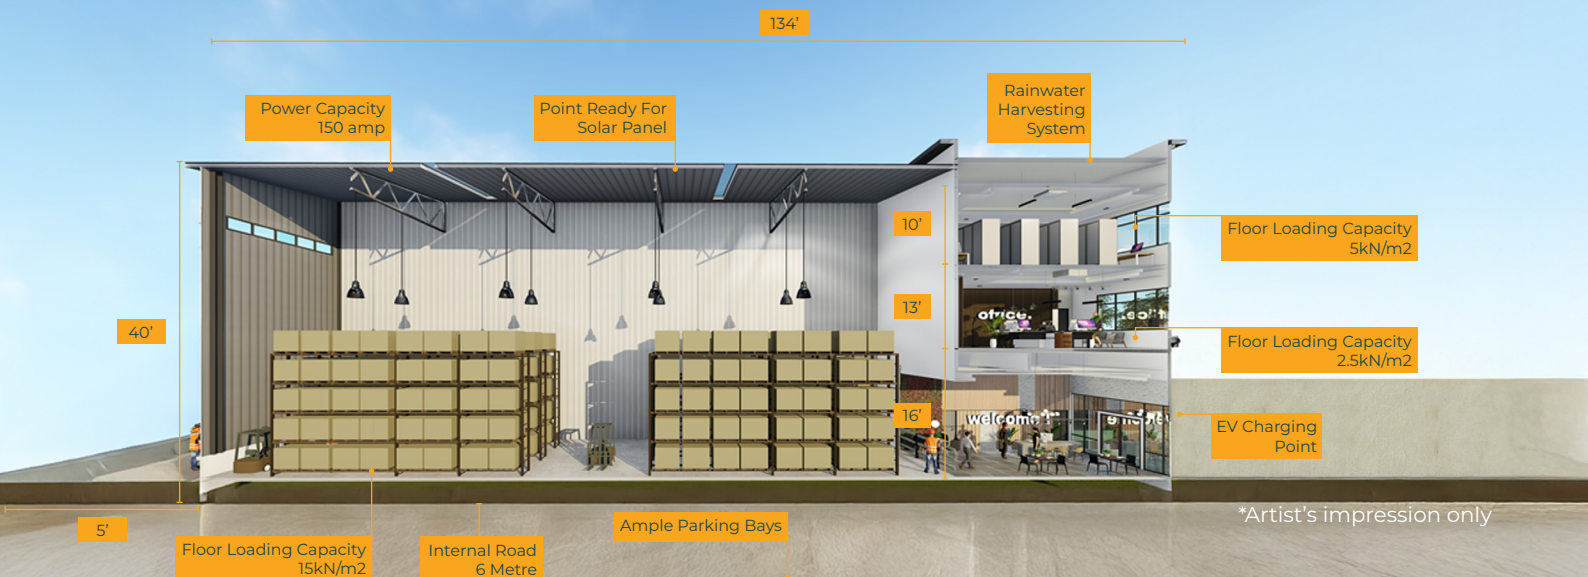 134’
Power Capacity
150 amp
Point Ready For
Solar Panel
Rainwater
Harvesting
System
10’
Floor Loading Capacity
5kN/m2
13’
office.
40’
Floor Loading Capacity
2.5kN/m2
16’
welcome
EV Charging
Point
*Artist’s impression only
5’
Ample Parking Bays
Floor Loading Capacity
15kN/m2
Internal Road
6 Metre